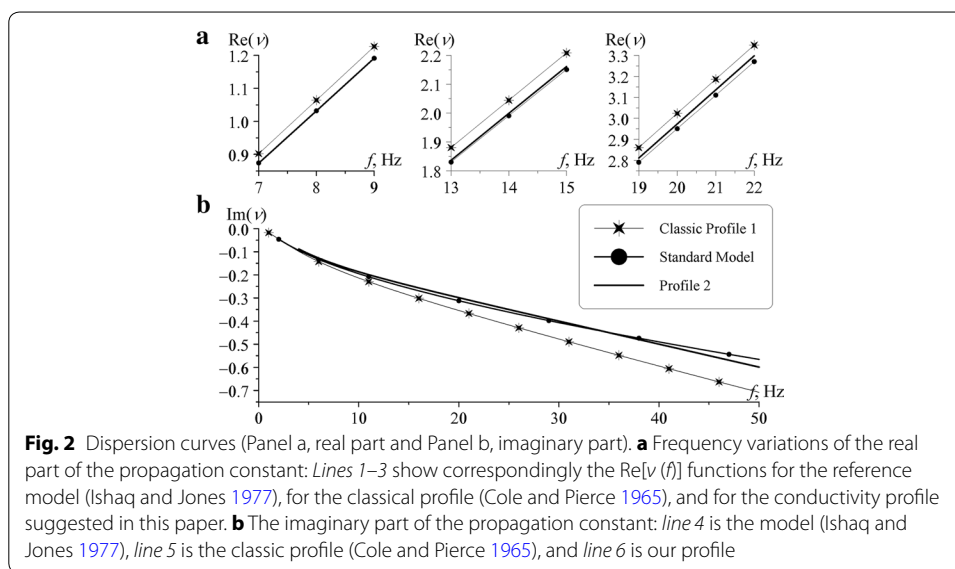 a
Re(ν) Re(ν) Re(ν)
1.2 2.2 3.3
3.2
1.1 2.1 3.1
1.0 2.0 3.0
2.9
0.9 1.9 2.8
f, Hz f, Hz f, Hz
1.8
7 8 9 13 14 15 19 20 21 22
b
Im(ν)
0.0
−0.1
−0.2
−0.3
−0.4
−0.5
−0.6
−0.7
Classic Profile 1
Standard Model
Profile 2
f, Hz
0 10 20 30 40 50
Fig. 2 Dispersion curves (Panel a, real part and Panel b, imaginary part). a Frequency variations of the real
part of the propagation constant: Lines 1–3 show correspondingly the Re[ν (f)] functions for the reference
model (Ishaq and Jones 1977), for the classical profile (Cole and Pierce 1965), and for the conductivity profile
suggested in this paper. b The imaginary part of the propagation constant: line 4 is the model (Ishaq and
Jones 1977), line 5 is the classic profile (Cole and Pierce 1965), and line 6 is our profile